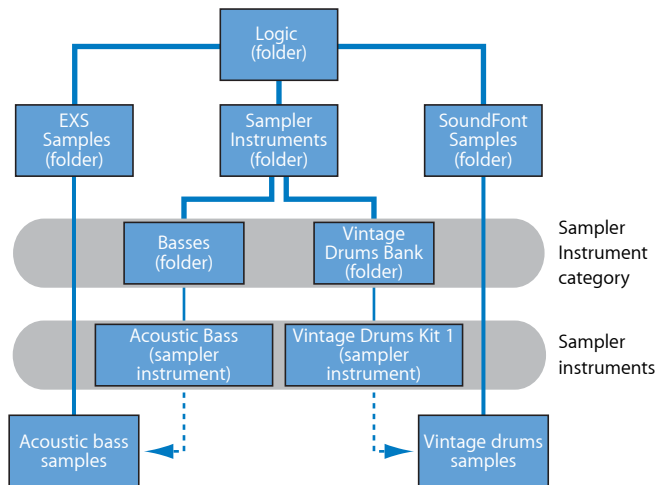 Logic
(folder)
EXS
Samples
(folder)
Sampler
Instruments
(folder)
SoundFont
Samples
(folder)
Basses
(folder)
Vintage
Drums Bank
(folder)
Sampler
Instrument
category
Acoustic Bass
(sampler
instrument)
Vintage Drums Kit 1
(sampler
instrument)
Sampler
instruments
Acoustic bass
samples
Vintage drums
samples